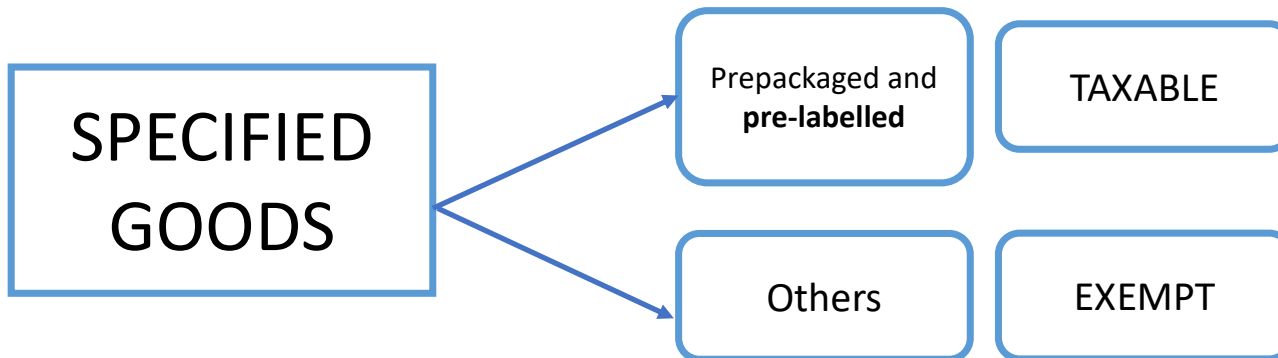 SPECIFIED
GOODS
Prepackaged and
pre-labelled
TAXABLE
Others
EXEMPT